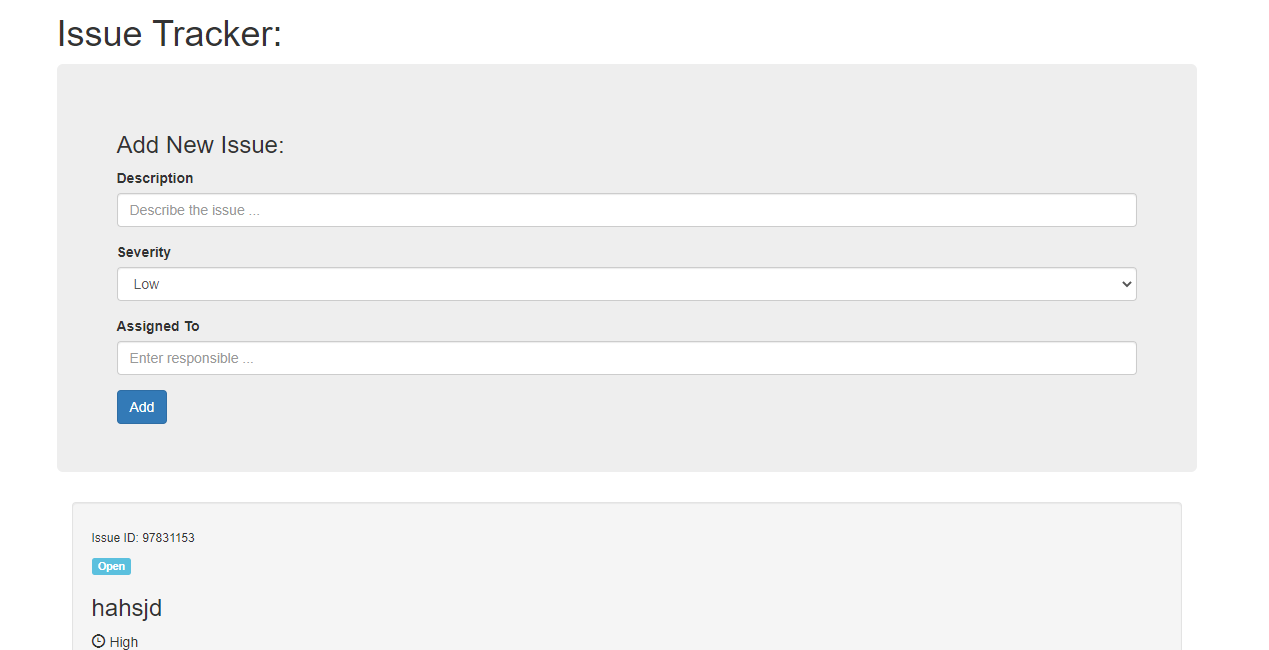 Issue Tracker:
Add New Issue:
Description
Describe the issue ...
Severity
Low
Assigned To
Enter responsible ...
Add
Issue ID: 97831153
Open
hahsjd
High